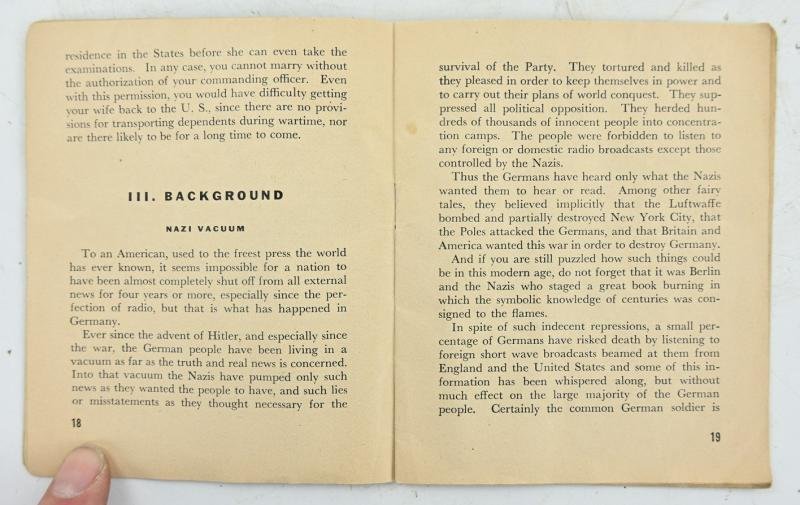 residence in the States before she can even take the
examinations. In any case, you cannot marry without
the authorization of your commanding officer. Even
with this permission, you would have difficulty getting
your wife back to the U. S., since there are no provi-
sions for transporting dependents during wartime, nor
are there likely to be for a long time to come.
III. BACKGROUND
NAZI VACUUM
To an American, used to the freest press the world
has ever known, it seems impossible for a nation to
have been almost completely shut off from all external
news for four years or more, especially since the per-
fection of radio, but that is what has happened in
Germany.
Ever since the advent of Hitler, and especially since
the war, the German people have been living in a
vacuum as far as the truth and real news is concerned.
Into that vacuum the Nazis have pumped only such
news as they wanted the people to have, and such lies
or misstatements as they thought necessary for the
18
survival of the Party. They tortured and killed as
they pleased in order to keep themselves in power and
to carry out their plans of world conquest. They sup-
pressed all political opposition. They herded hun-
dreds of thousands of innocent people into concentra-
tion camps. The people were forbidden to listen to
any foreign or domestic radio broadcasts except those
controlled by the Nazis.
Thus the Germans have heard only what the Nazis
wanted them to hear or read. Among other fairy
tales, they believed implicitly that the Luftwaffe
bombed and partially destroyed New York City, that
the Poles attacked the Germans, and that Britain and
America wanted this war in order to destroy Germany.
And if you are still puzzled how such things could
be in this modern age, do not forget that it was Berlin
and the Nazis who staged a great book burning in
which the symbolic knowledge of centuries was con-
signed to the flames.
In spite of such indecent repressions, a small per-
centage of Germans have risked death by listening to
foreign short wave broadcasts beamed at them from
England and the United States and some of this in-
formation has been whispered along, but without
much effect on the large majority of the German
people. Certainly the common German soldier is
19